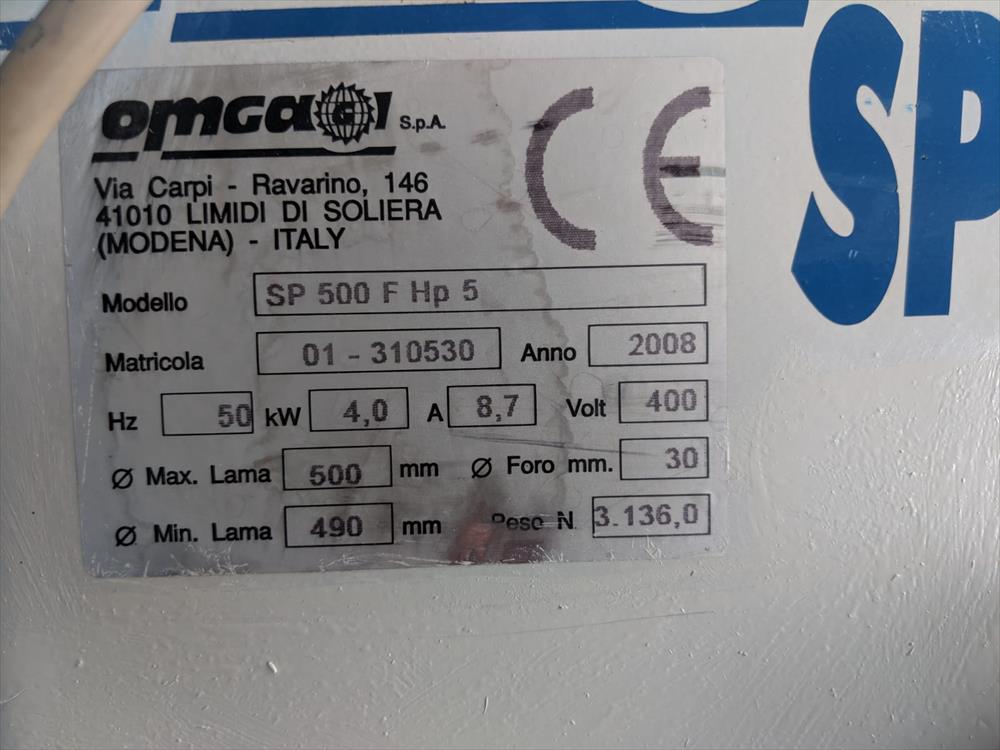 omga G1 S.p.A.
CE
SP
Via Carpi - Ravarino, 146
41010 LIMIDI DI SOLIERA
(MODENA) - ITALY
Modello SP 500 F Hp 5
Matricola 01 - 310530 Anno 2008
Hz 50 kW 4,0 A 8,7 Volt 400
Ø Max. Lama 500 mm Ø Foro mm. 30
Ø Min. Lama 490 mm Peso N. 3.136,0